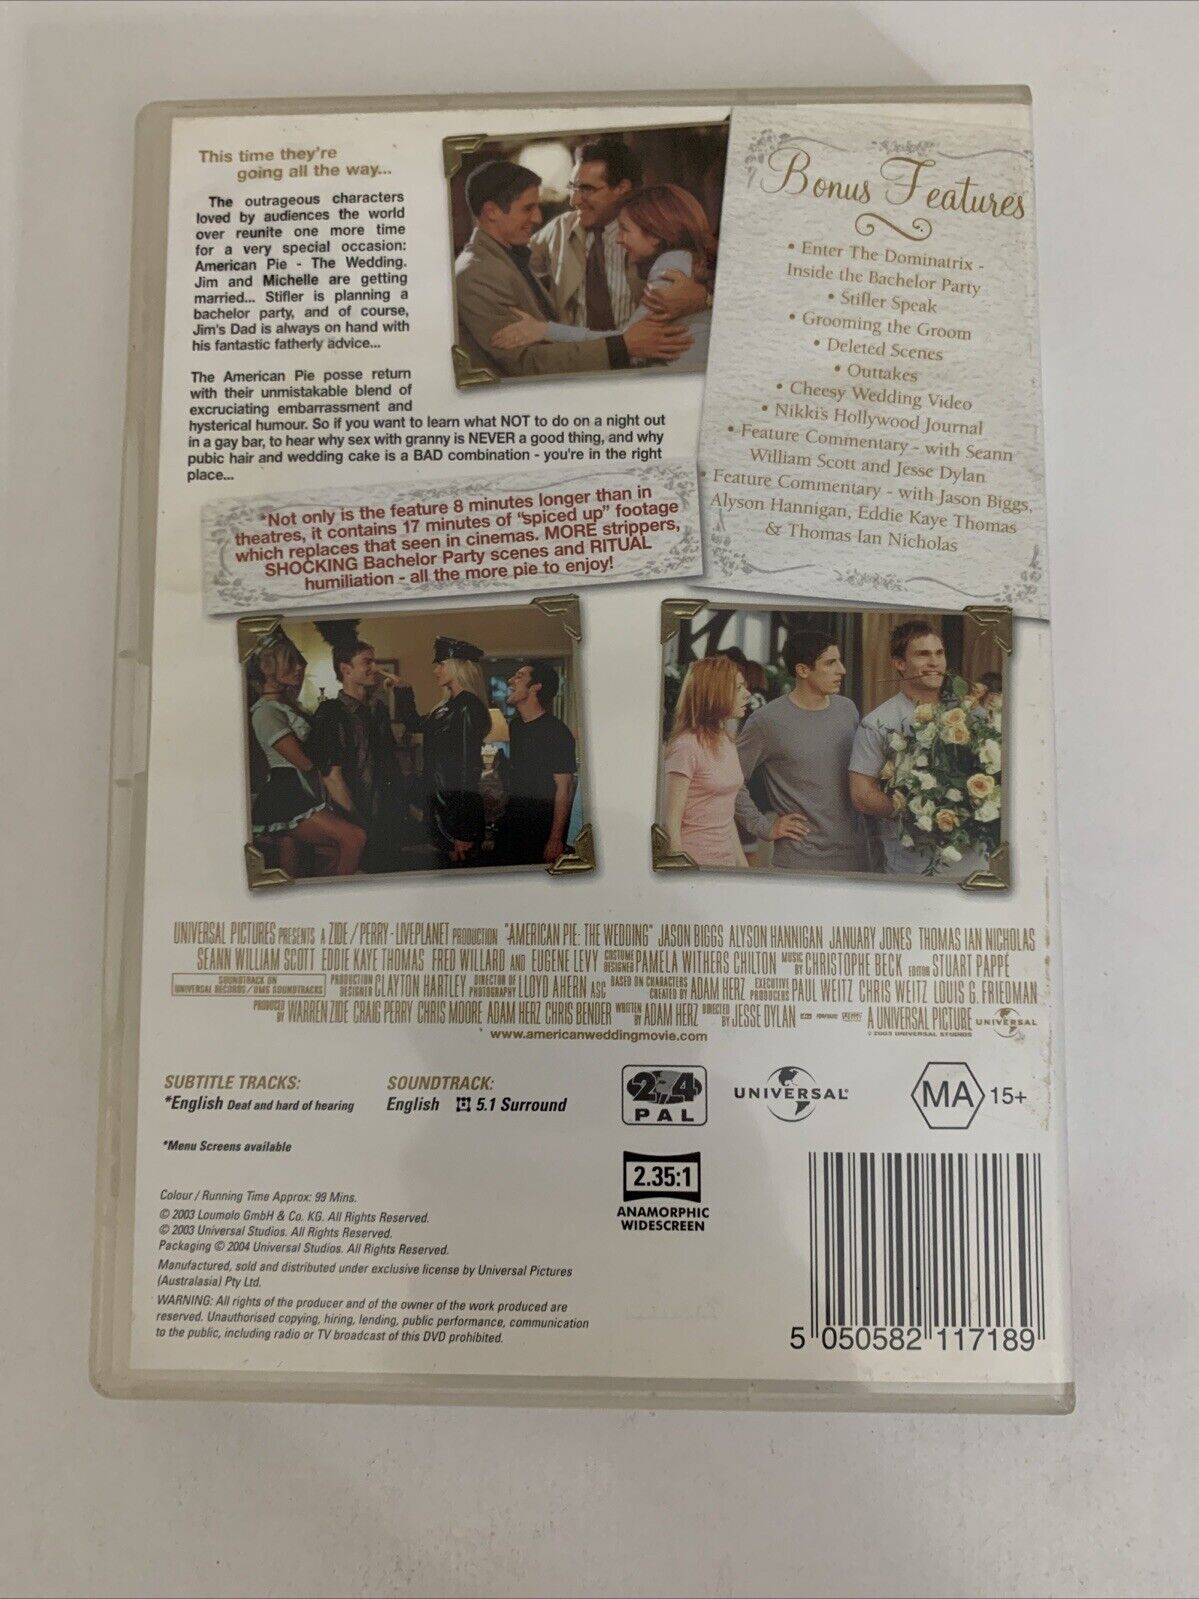 This time they're
going all the way...
The outrageous characters
loved by audiences the world
over reunite one more time
for a very special occasion:
American Pie - The Wedding.
Jim and Michelle are getting
married... Stifler is planning a
bachelor party, and of course,
Jim's Dad is always on hand with
his fantastic fatherly advice...
The American Pie posse return
with their unmistakable blend of
excruciating embarrassment and
hysterical humour. So if you want to learn what NOT to do on a night out
in a gay bar, to hear why sex with granny is NEVER a good thing, and why
pubic hair and wedding cake is a BAD combination - you're in the right
place...
*Not only is the feature 8 minutes longer than in
theatres, it contains 17 minutes of "spiced up" footage
which replaces that seen in cinemas. MORE strippers,
SHOCKING Bachelor Party scenes and RITUAL
humiliation - all the more pie to enjoy!
Bonus Features
• Enter The Dominatrix -
Inside the Bachelor Party
• Stifler Speak
• Grooming the Groom
• Deleted Scenes
• Outtakes
• Cheesy Wedding Video
• Nikki's Hollywood Journal
• Feature Commentary - with Seann
William Scott and Jesse Dylan
• Feature Commentary - with Jason Biggs,
Alyson Hannigan, Eddie Kaye Thomas
& Thomas Ian Nicholas
UNIVERSAL PICTURES PRESENTS A ZIDE/PERRY-LIVEPLANET PRODUCTION "AMERICAN PIE: THE WEDDING" JASON BIGGS ALYSON HANNIGAN JANUARY JONES THOMAS IAN NICHOLAS
SEANN WILLIAM SCOTT EDDIE KAYE THOMAS FRED WILLARD AND EUGENE LEVY COSTUME DESIGNER PAMELA WITHERS CHILTON MUSIC BY CHRISTOPHE BECK EDITOR STUART PAPPÉ
SOUNDTRACK ON UNIVERSAL RECORDS/UMG SOUNDTRACKS PRODUCTION DESIGNER CLAYTON HARTLEY DIRECTOR OF PHOTOGRAPHY LLOYD AHERN ASC BASED ON CHARACTERS CREATED BY ADAM HERZ EXECUTIVE PRODUCERS PAUL WEITZ CHRIS WEITZ LOUIS G. FRIEDMAN
PRODUCED BY WARREN ZIDE CRAIG PERRY CHRIS MOORE ADAM HERZ CHRIS BENDER WRITTEN BY ADAM HERZ DIRECTED BY JESSE DYLAN A UNIVERSAL PICTURE UNIVERSAL
© 2003 UNIVERSAL STUDIOS
www.americanweddingmovie.com
SUBTITLE TRACKS:
*English Deaf and hard of hearing
SOUNDTRACK:
English 5.1 Surround
2 4
PAL
UNIVERSAL®
MA 15+
*Menu Screens available
2.35:1
ANAMORPHIC
WIDESCREEN
Colour / Running Time Approx: 99 Mins.
© 2003 Loumolo GmbH & Co. KG. All Rights Reserved.
© 2003 Universal Studios. All Rights Reserved.
Packaging © 2004 Universal Studios. All Rights Reserved.
Manufactured, sold and distributed under exclusive license by Universal Pictures
(Australasia) Pty Ltd.
WARNING: All rights of the producer and of the owner of the work produced are
reserved. Unauthorised copying, hiring, lending, public performance, communication
to the public, including radio or TV broadcast of this DVD prohibited.
5 050582 117189